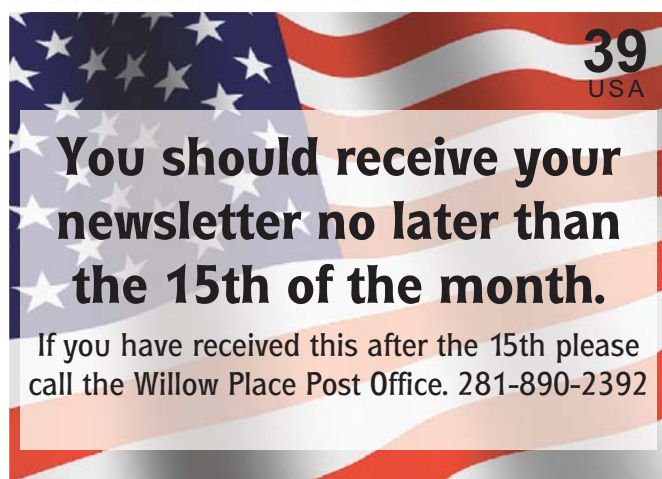 39
USA
You should receive your
newsletter no later than
the 15th of the month.
If you have received this after the 15th please
call the Willow Place Post Office. 281-890-2392